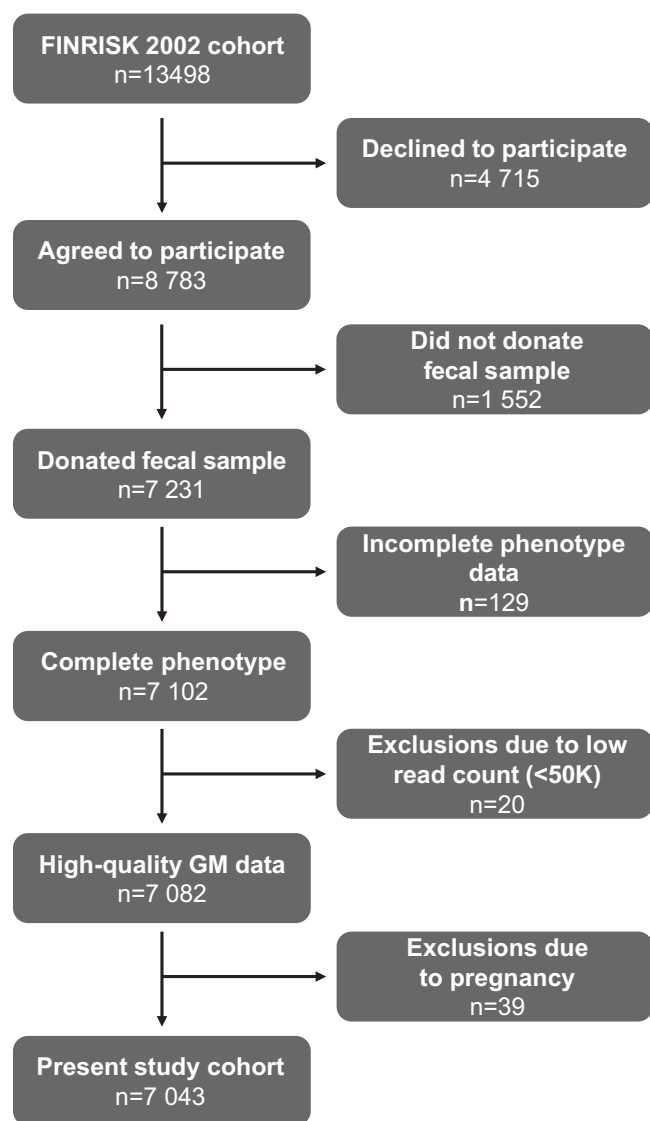 FINRISK 2002 cohort
n=13498
Declined to participate
n=4 715
Agreed to participate
n=8 783
Did not donate
fecal sample
n=1 552
Donated fecal sample
n=7 231
Incomplete phenotype
data
n=129
Complete phenotype
n=7 102
Exclusions due to low
read count (<50K)
n=20
High-quality GM data
n=7 082
Exclusions due
to pregnancy
n=39
Present study cohort
n=7 043